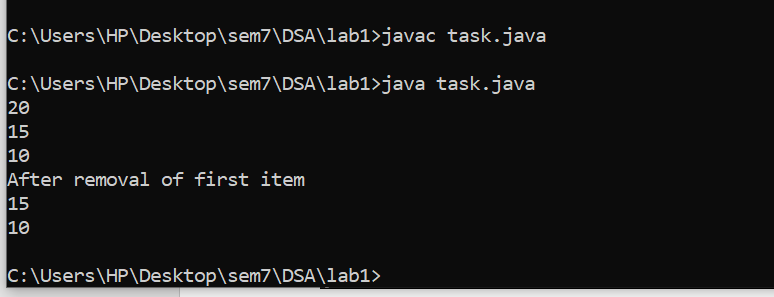 C:\Users\HP\Desktop\sem7\DSA\lab1>javac task.java
C:\Users\HP\Desktop\sem7\DSA\lab1>java task.java
20
15
10
After removal of first item
15
10
C:\Users\HP\Desktop\sem7\DSA\lab1>